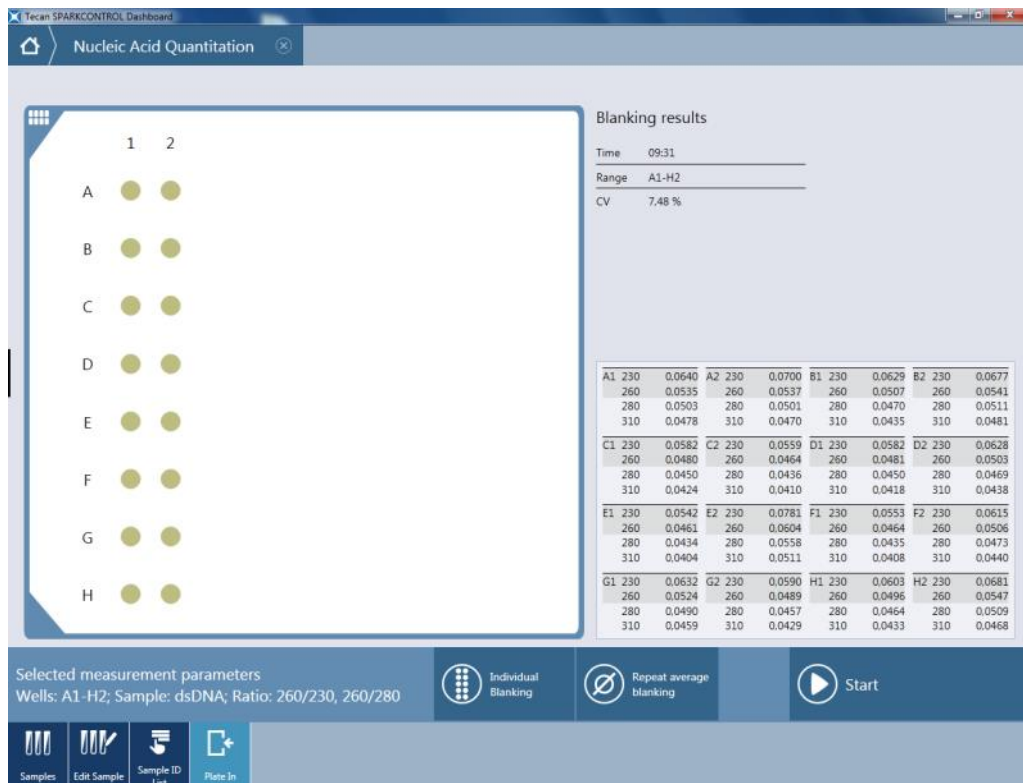 Tecan SPARKCONTROL Dashboard
Nucleic Acid Quantitation
1 2
A
B
C
D
E
F
G
H
Blanking results
Time 09:31
Range A1-H2
CV 7.48 %
A1 230 0.0640 A2 230 0.0700 B1 230 0.0629 B2 230 0.0677
260 0.0535 260 0.0537 260 0.0507 260 0.0541
280 0.0503 280 0.0501 280 0.0470 280 0.0511
310 0.0478 310 0.0470 310 0.0435 310 0.0481
C1 230 0.0582 C2 230 0.0559 D1 230 0.0582 D2 230 0.0628
260 0.0480 260 0.0464 260 0.0481 260 0.0503
280 0.0450 280 0.0436 280 0.0450 280 0.0469
310 0.0424 310 0.0410 310 0.0418 310 0.0438
E1 230 0.0542 E2 230 0.0781 F1 230 0.0553 F2 230 0.0615
260 0.0461 260 0.0604 260 0.0464 260 0.0506
280 0.0434 280 0.0558 280 0.0435 280 0.0473
310 0.0404 310 0.0511 310 0.0408 310 0.0440
G1 230 0.0632 G2 230 0.0590 H1 230 0.0603 H2 230 0.0681
260 0.0524 260 0.0489 260 0.0496 260 0.0547
280 0.0490 280 0.0457 280 0.0464 280 0.0509
310 0.0459 310 0.0429 310 0.0433 310 0.0468
Selected measurement parameters
Wells: A1-H2; Sample: dsDNA; Ratio: 260/230, 260/280
Individual
Blanking
Repeat average
blanking
Start
Samples
Edit Sample
Sample ID
List
Plate In